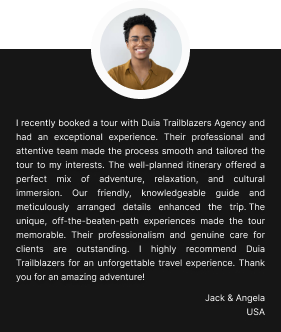 I recently booked a tour with Duia Trailblazers Agency and
had an exceptional experience. Their professional and
attentive team made the process smooth and tailored the
tour to my interests. The well-planned itinerary offered a
perfect mix of adventure, relaxation, and cultural
immersion. Our friendly, knowledgeable guide and
meticulously arranged details enhanced the trip. The
unique, off-the-beaten-path experiences made the tour
memorable. Their professionalism and genuine care for
clients are outstanding. I highly recommend Duia
Trailblazers for an unforgettable travel experience. Thank
you for an amazing adventure!
Jack & Angela
USA